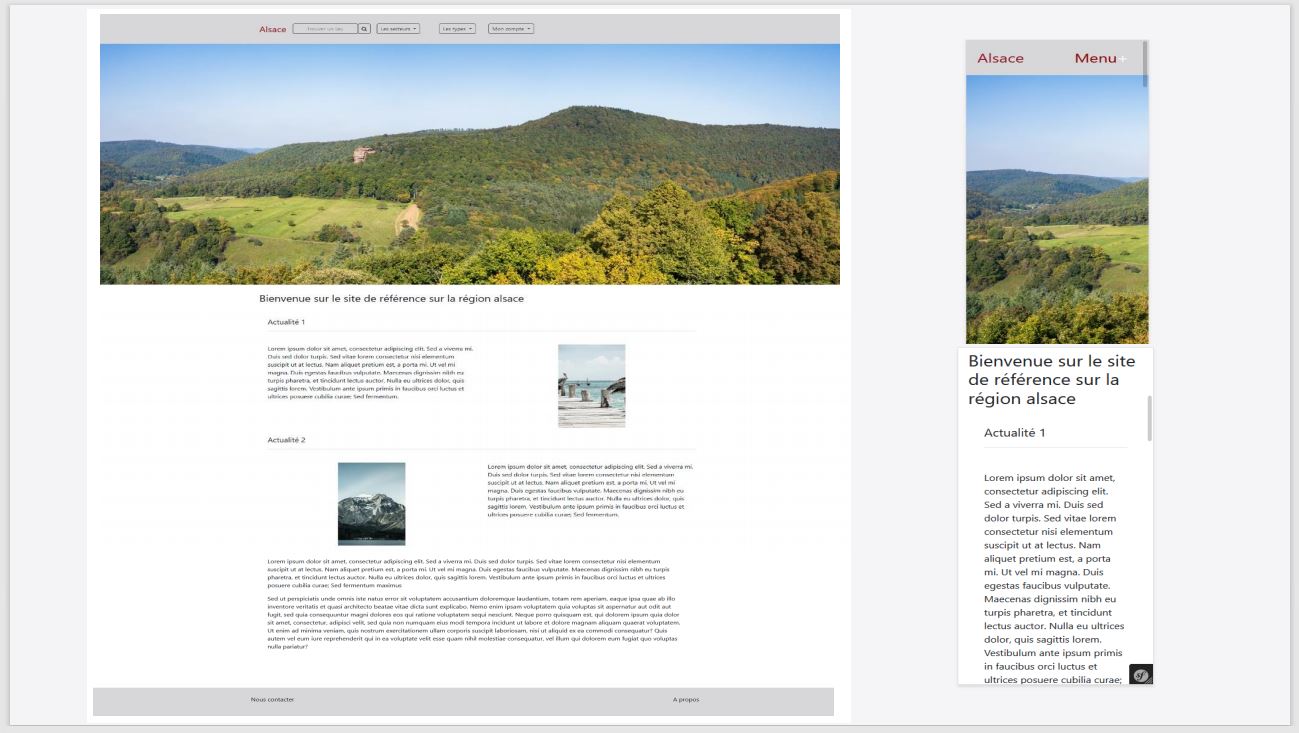 Alsace
Trouver un lieu
Les secteurs
Les types
Mon compte
Bienvenue sur le site de référence sur la région alsace
Actualité 1
Lorem ipsum dolor sit amet, consectetur adipiscing elit. Sed a viverra mi.
Duis sed dolor turpis. Sed vitae lorem consectetur nisi elementum
suscipit ut at lectus. Nam aliquet pretium est, a porta mi. Ut vel mi
magna. Duis egestas faucibus vulputate. Maecenas dignissim nibh eu
turpis pharetra, et tincidunt lectus auctor. Nulla eu ultrices dolor, quis
sagittis lorem. Vestibulum ante ipsum primis in faucibus orci luctus et
ultrices posuere cubilia curae; Sed fermentum.
Actualité 2
Lorem ipsum dolor sit amet, consectetur adipiscing elit. Sed a viverra mi.
Duis sed dolor turpis. Sed vitae lorem consectetur nisi elementum
suscipit ut at lectus. Nam aliquet pretium est, a porta mi. Ut vel mi
magna. Duis egestas faucibus vulputate. Maecenas dignissim nibh eu
turpis pharetra, et tincidunt lectus auctor. Nulla eu ultrices dolor, quis
sagittis lorem. Vestibulum ante ipsum primis in faucibus orci luctus et
ultrices posuere cubilia curae; Sed fermentum.
Lorem ipsum dolor sit amet, consectetur adipiscing elit. Sed a viverra mi. Duis sed dolor turpis. Sed vitae lorem consectetur nisi elementum
suscipit ut at lectus. Nam aliquet pretium est, a porta mi. Ut vel mi magna. Duis egestas faucibus vulputate. Maecenas dignissim nibh eu turpis
pharetra, et tincidunt lectus auctor. Nulla eu ultrices dolor, quis sagittis lorem. Vestibulum ante ipsum primis in faucibus orci luctus et ultrices
posuere cubilia curae; Sed fermentum maximus
Sed ut perspiciatis unde omnis iste natus error sit voluptatem accusantium doloremque laudantium, totam rem aperiam, eaque ipsa quae ab illo
inventore veritatis et quasi architecto beatae vitae dicta sunt explicabo. Nemo enim ipsam voluptatem quia voluptas sit aspernatur aut odit aut
fugit, sed quia consequuntur magni dolores eos qui ratione voluptatem sequi nesciunt. Neque porro quisquam est, qui dolorem ipsum quia dolor
sit amet, consectetur, adipisci velit, sed quia non numquam eius modi tempora incidunt ut labore et dolore magnam aliquam quaerat voluptatem.
Ut enim ad minima veniam, quis nostrum exercitationem ullam corporis suscipit laboriosam, nisi ut aliquid ex ea commodi consequatur? Quis
autem vel eum iure reprehenderit qui in ea voluptate velit esse quam nihil molestiae consequatur, vel illum qui dolorem eum fugiat quo voluptas
nulla pariatur?
Nous contacter
A propos
Alsace
Menu+
Bienvenue sur le site
de référence sur la
région alsace
Actualité 1
Lorem ipsum dolor sit amet,
consectetur adipiscing elit.
Sed a viverra mi. Duis sed
dolor turpis. Sed vitae lorem
consectetur nisi elementum
suscipit ut at lectus. Nam
aliquet pretium est, a porta
mi. Ut vel mi magna. Duis
egestas faucibus vulputate.
Maecenas dignissim nibh eu
turpis pharetra, et tincidunt
lectus auctor. Nulla eu ultrices
dolor, quis sagittis lorem.
Vestibulum ante ipsum primis
in faucibus orci luctus et
ultrices posuere cubilia curae;
sf